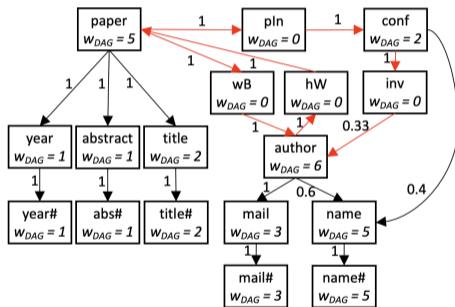 paper
w_DAG = 5
1
pIn
w_DAG = 0
1
conf
w_DAG = 2
1
1
1
1
1
1
wB
w_DAG = 0
hW
w_DAG = 0
inv
w_DAG = 0
1
1
0.33
year
w_DAG = 1
abstract
w_DAG = 1
title
w_DAG = 2
author
w_DAG = 6
1
1
1
1
0.6
0.4
year#
w_DAG = 1
abs#
w_DAG = 1
title#
w_DAG = 2
mail
w_DAG = 3
name
w_DAG = 5
1
1
mail#
w_DAG = 3
name#
w_DAG = 5